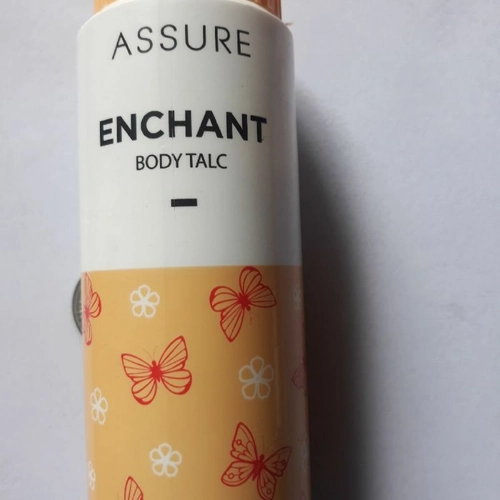 ASSURE
ENCHANT
BODY TALC